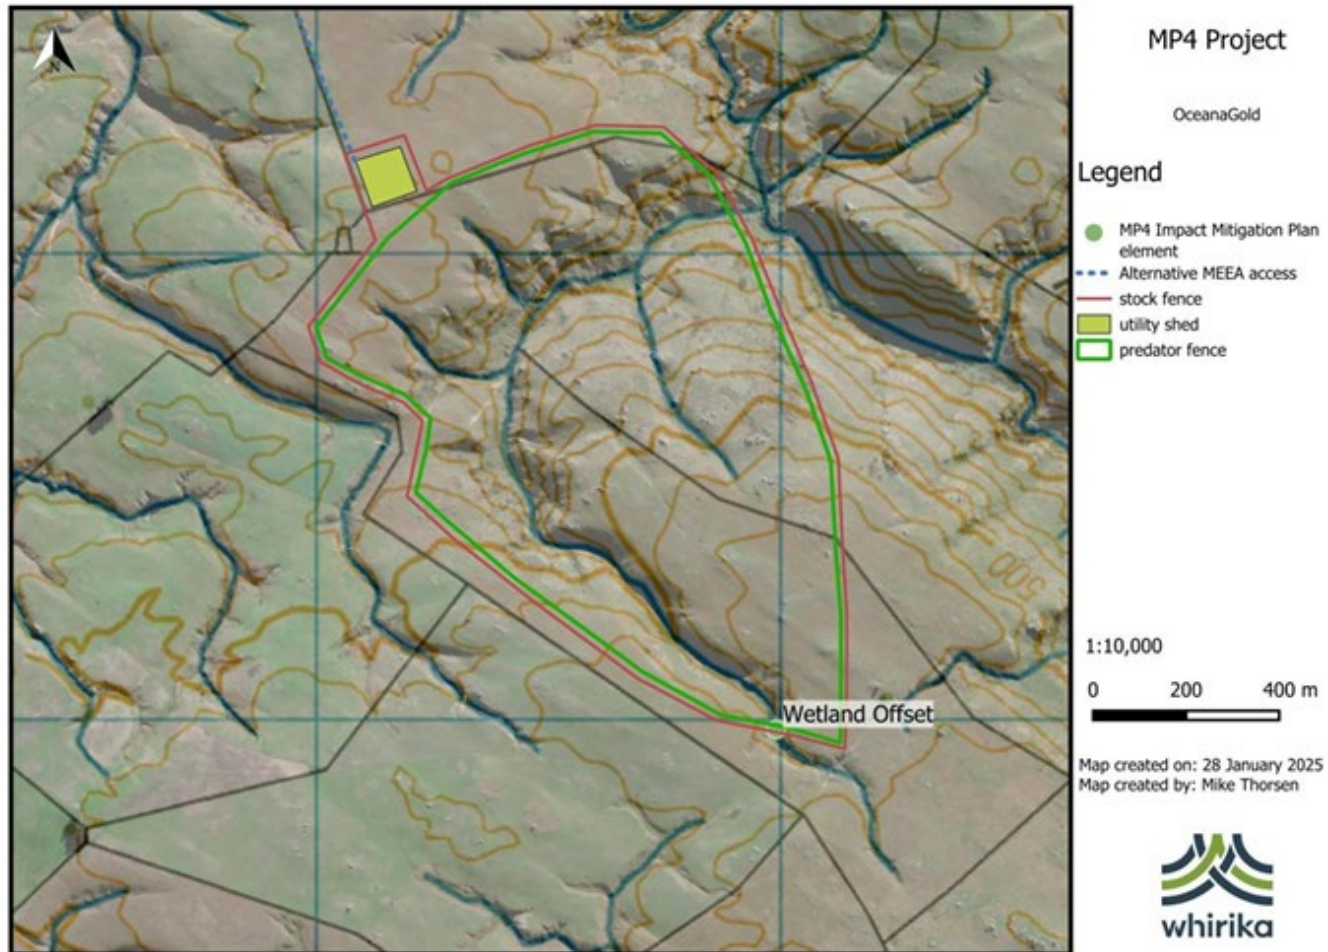 MP4 Project
OceanaGold
Legend
MP4 Impact Mitigation Plan
element
Alternative MEEA access
stock fence
utility shed
predator fence
500
Wetland Offset
1:10,000
0 200 400 m
Map created on: 28 January 2025
Map created by: Mike Thorsen
whirika